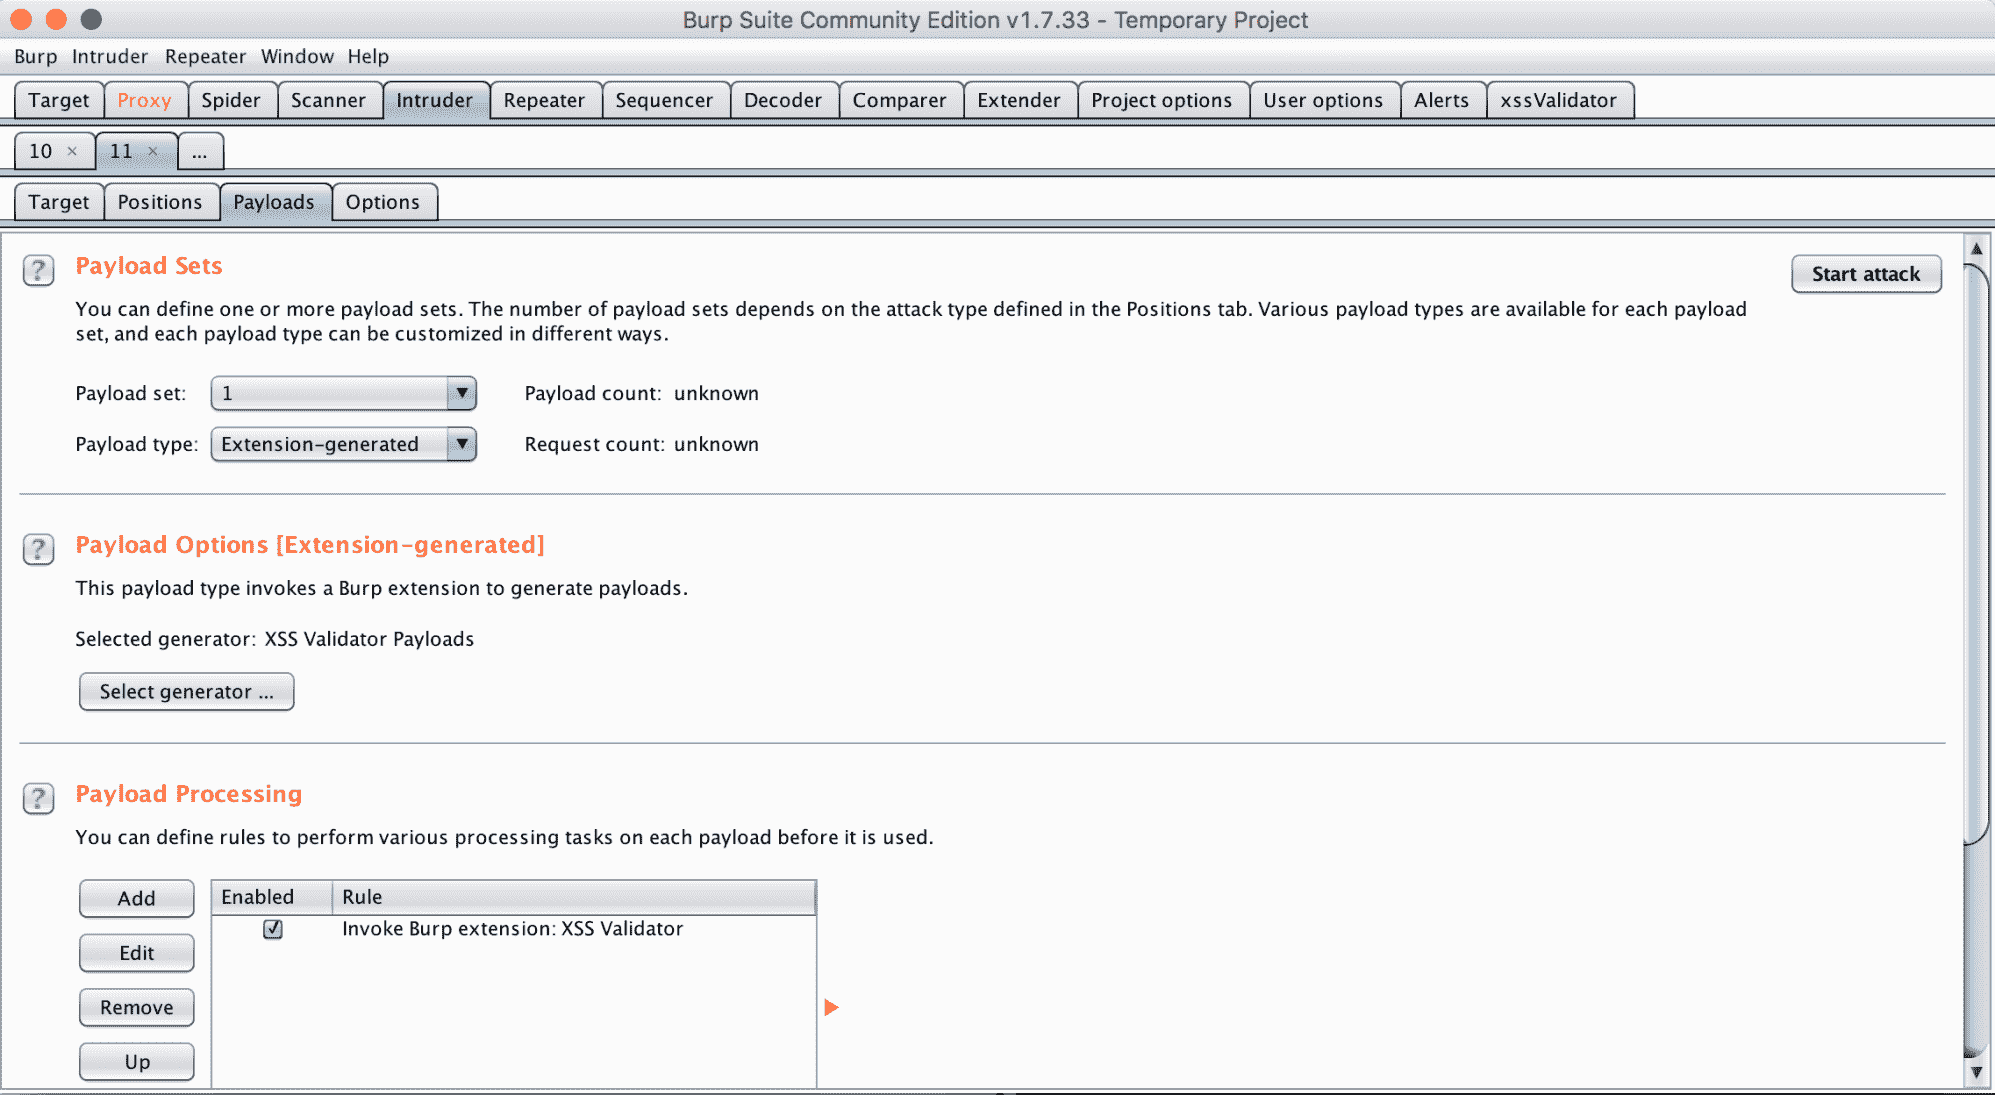 Burp Suite Community Edition v1.7.33 - Temporary Project
Burp Intruder Repeater Window Help
Target Proxy Spider Scanner Intruder Repeater Sequencer Decoder Comparer Extender Project options User options Alerts xssValidator
10 × 11 × ...
Target Positions Payloads Options
? Payload Sets
Start attack
You can define one or more payload sets. The number of payload sets depends on the attack type defined in the Positions tab. Various payload types are available for each payload
set, and each payload type can be customized in different ways.
Payload set: 1 Payload count: unknown
Payload type: Extension-generated Request count: unknown
? Payload Options [Extension-generated]
This payload type invokes a Burp extension to generate payloads.
Selected generator: XSS Validator Payloads
Select generator ...
? Payload Processing
You can define rules to perform various processing tasks on each payload before it is used.
Add Enabled Rule
Invoke Burp extension: XSS Validator
Edit
Remove
Up